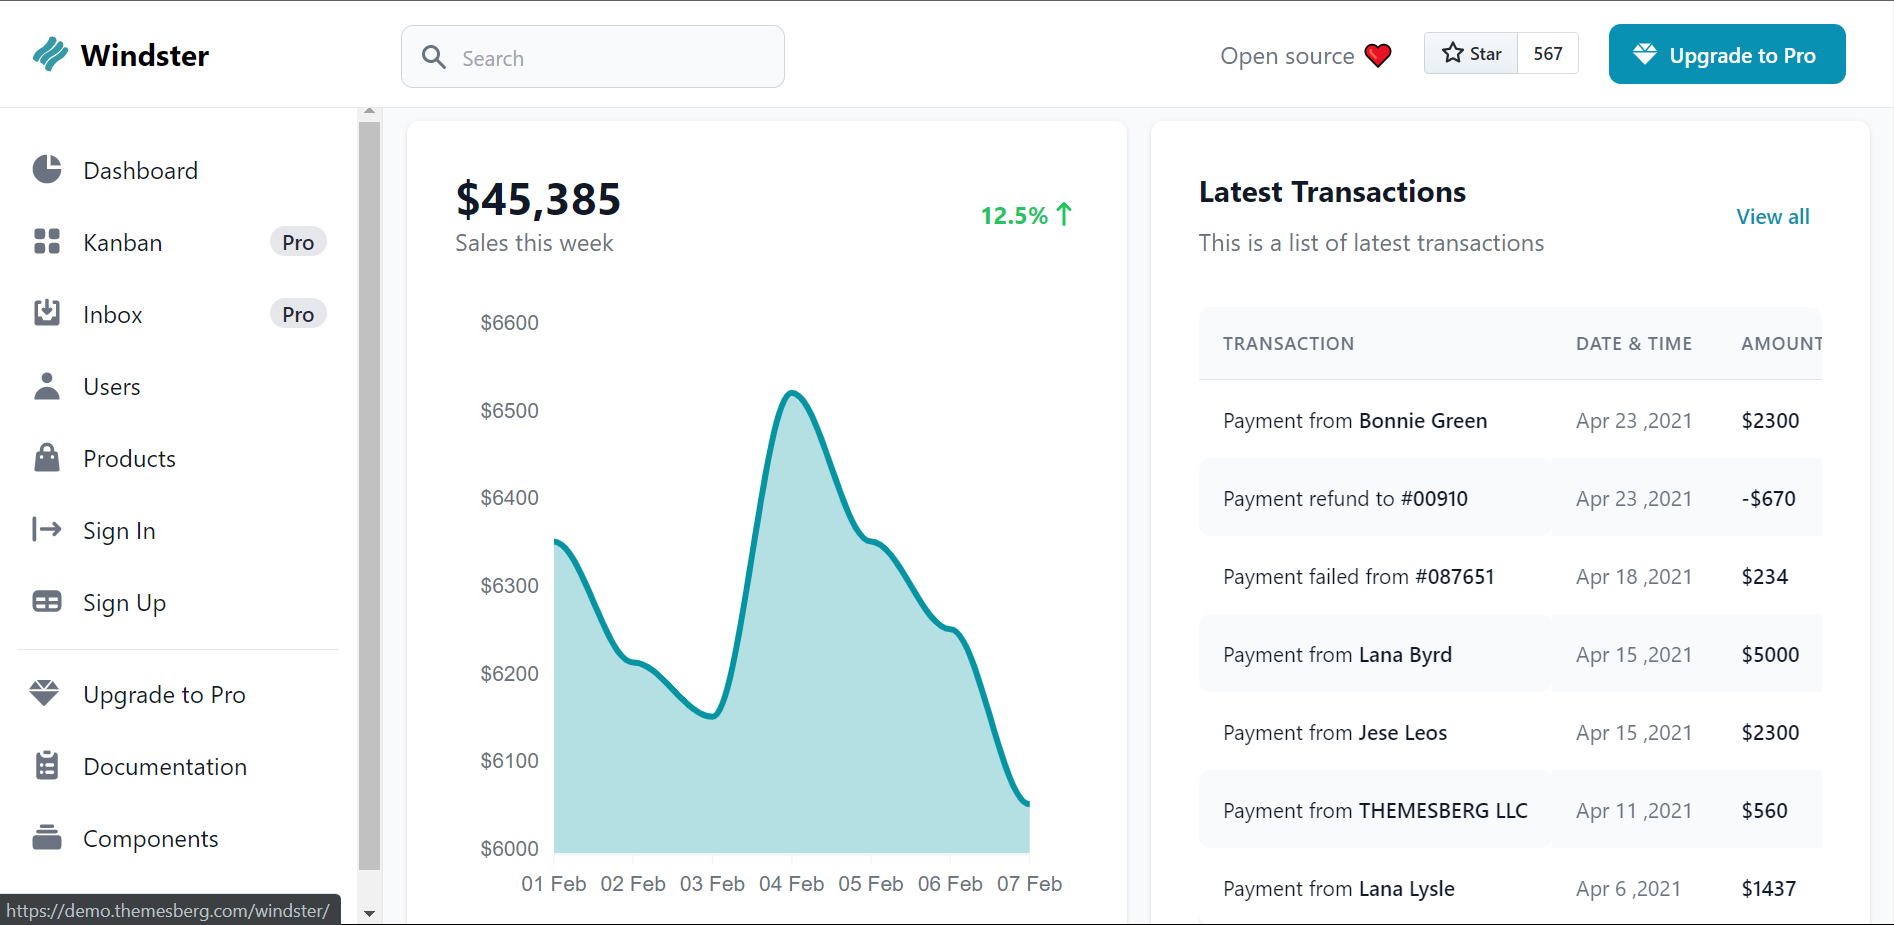 Windster
Search
Open source
Star 567
Upgrade to Pro
Dashboard
Kanban Pro
Inbox Pro
Users
Products
Sign In
Sign Up
Upgrade to Pro
Documentation
Components
https://demo.themesberg.com/windster/
$45,385
Sales this week
12.5%
$6600
$6500
$6400
$6300
$6200
$6100
$6000
01 Feb 02 Feb 03 Feb 04 Feb 05 Feb 06 Feb 07 Feb
Latest Transactions
This is a list of latest transactions
View all
TRANSACTION DATE & TIME AMOUNT
Payment from Bonnie Green Apr 23 ,2021 $2300
Payment refund to #00910 Apr 23 ,2021 -$670
Payment failed from #087651 Apr 18 ,2021 $234
Payment from Lana Byrd Apr 15 ,2021 $5000
Payment from Jese Leos Apr 15 ,2021 $2300
Payment from THEMESBERG LLC Apr 11 ,2021 $560
Payment from Lana Lysle Apr 6 ,2021 $1437